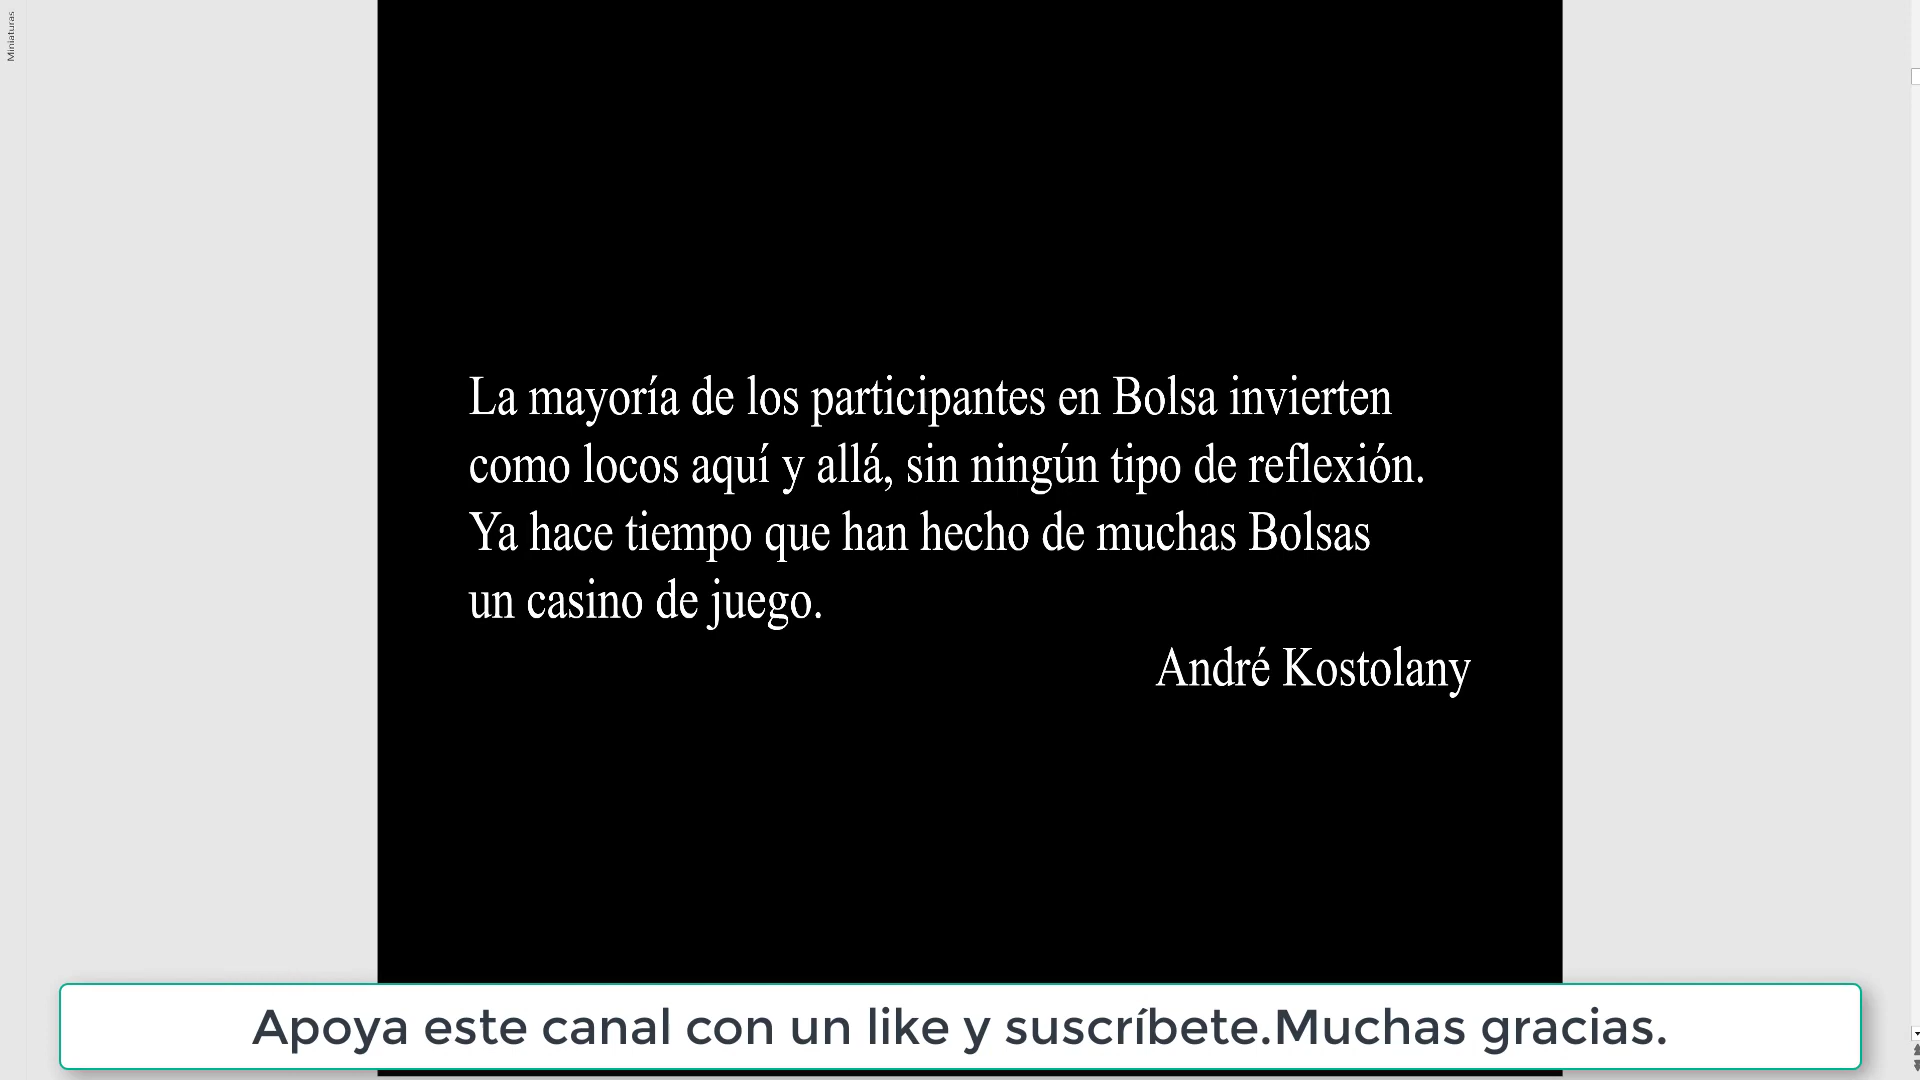 Miniaturas
La mayoría de los participantes en Bolsa invierten
como locos aquí y allá, sin ningún tipo de reflexión.
Ya hace tiempo que han hecho de muchas Bolsas
un casino de juego.
André Kostolany
Apoya este canal con un like y suscríbete.Muchas gracias.